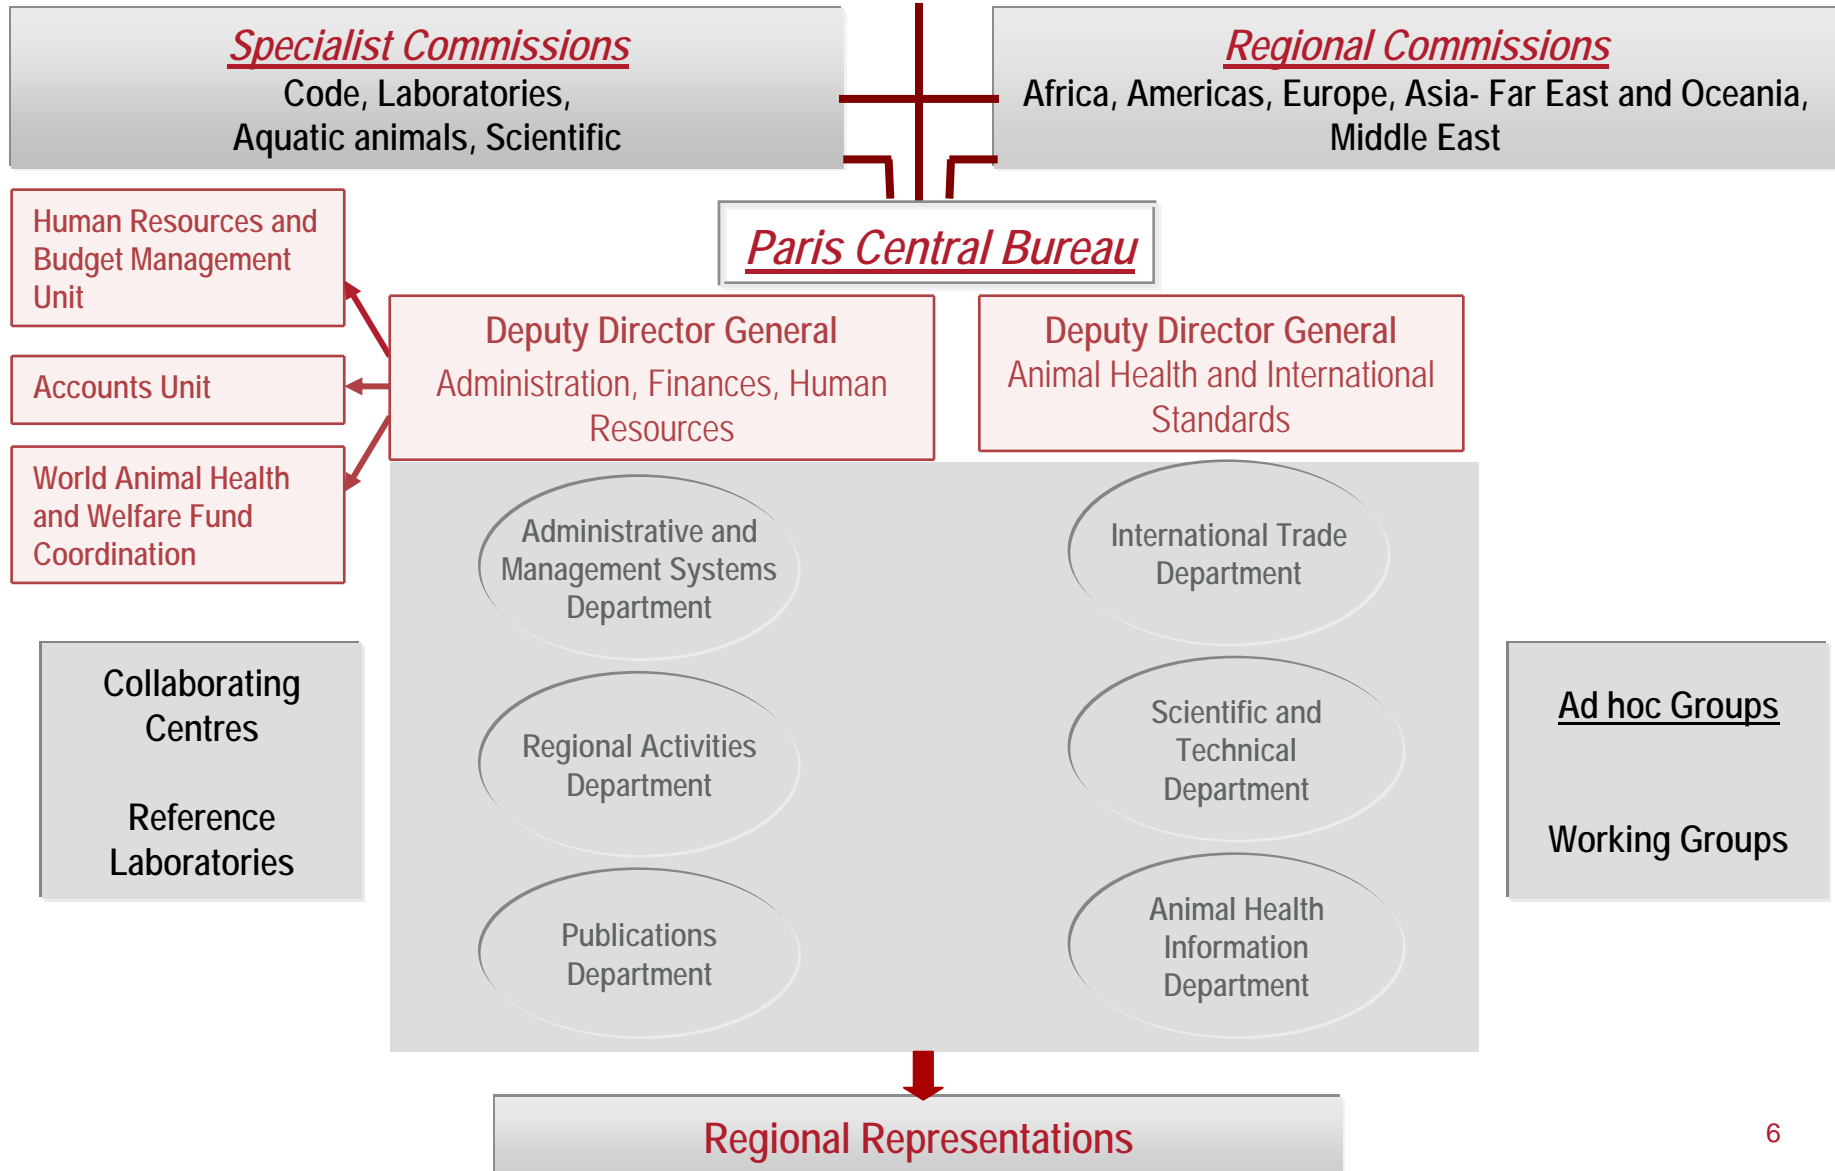 Specialist Commissions
Code, Laboratories,
Aquatic animals, Scientific
Regional Commissions
Africa, Americas, Europe, Asia- Far East and Oceania,
Middle East
Human Resources and
Budget Management
Unit
Paris Central Bureau
Accounts Unit
Deputy Director General
Administration, Finances, Human
Resources
Deputy Director General
Animal Health and International
Standards
World Animal Health
and Welfare Fund
Coordination
Administrative and
Management Systems
Department
International Trade
Department
Collaborating
Centres
Reference
Laboratories
Regional Activities
Department
Scientific and
Technical
Department
Ad hoc Groups
Working Groups
Publications
Department
Animal Health
Information
Department
Regional Representations
6